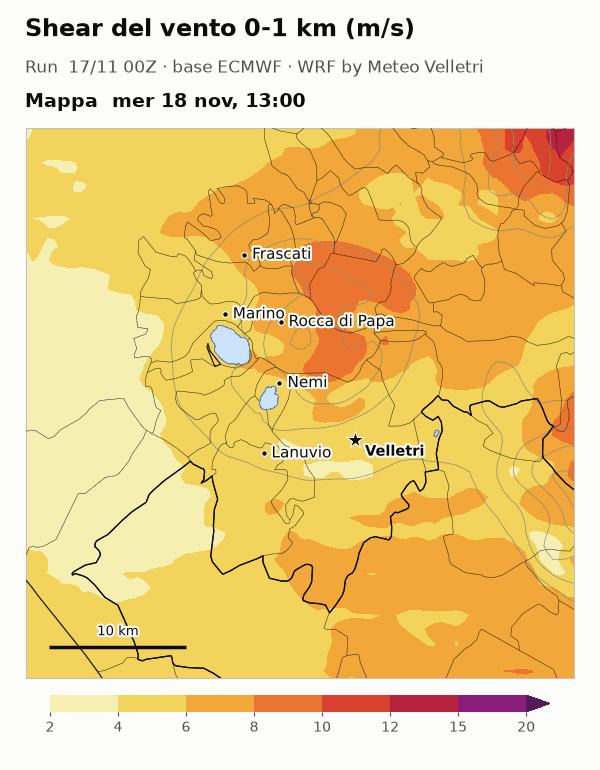 Shear del vento 0-1 km (m/s)
Run  17/11 00Z · base ECMWF · WRF by Meteo Velletri
Mappa  mer 18 nov, 13:00
Frascati
Marino
Rocca di Papa
Nemi
Velletri
Lanuvio
10 km
2 4 6 8 10 12 15 20